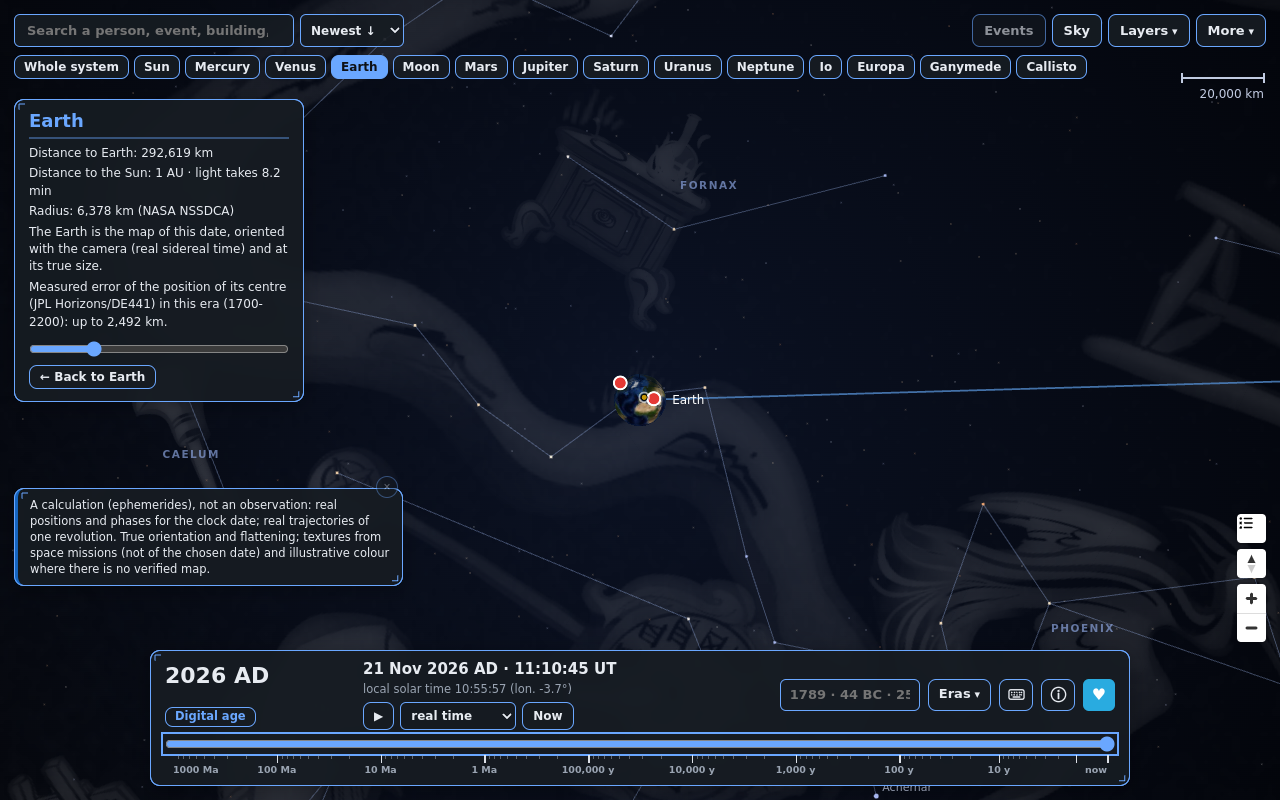 Search a person, event, building,
Newest ↓
Events
Sky
Layers ▾
More ▾
Whole system
Sun
Mercury
Venus
Earth
Moon
Mars
Jupiter
Saturn
Uranus
Neptune
Io
Europa
Ganymede
Callisto
20,000 km
Earth
Distance to Earth: 292,619 km
Distance to the Sun: 1 AU · light takes 8.2
min
Radius: 6,378 km (NASA NSSDCA)
The Earth is the map of this date, oriented
with the camera (real sidereal time) and at
its true size.
Measured error of the position of its centre
(JPL Horizons/DE441) in this era (1700-
2200): up to 2,492 km.
← Back to Earth
FORNAX
Earth
CAELUM
×
A calculation (ephemerides), not an observation: real
positions and phases for the clock date; real trajectories of
one revolution. True orientation and flattening; textures from
space missions (not of the chosen date) and illustrative colour
where there is no verified map.
PHOENIX
2026 AD
Digital age
21 Nov 2026 AD · 11:10:45 UT
local solar time 10:55:57 (lon. -3.7°)
▶
real time
Now
1789 · 44 BC · 25
Eras ▾
1000 Ma
100 Ma
10 Ma
1 Ma
100,000 y
10,000 y
1,000 y
100 y
10 y
now
Achernar